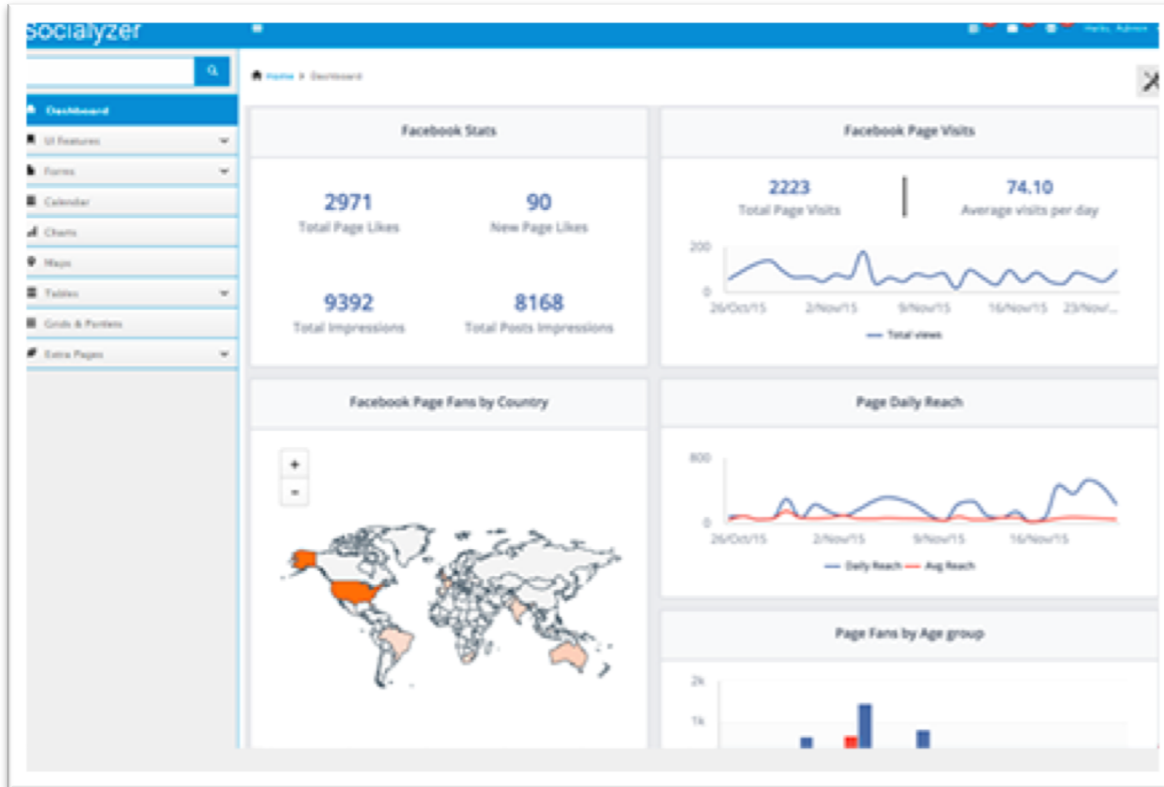 Socialyzer
Hello, Admin
Home > Dashboard
Dashboard
UI Features
Forms
Calendar
Charts
Maps
Tables
Grids & Portlets
Extra Pages
Facebook Stats
2971
Total Page Likes
90
New Page Likes
9392
Total Impressions
8168
Total Posts Impressions
Facebook Page Visits
2223
Total Page Visits
74.10
Average visits per day
200
0
26/Oct/15 2/Nov/15 9/Nov/15 16/Nov/15 23/Nov/...
Total views
Facebook Page Fans by Country
+
-
Page Daily Reach
800
0
26/Oct/15 2/Nov/15 9/Nov/15 16/Nov/15
Daily Reach Avg Reach
Page Fans by Age group
2k
1k